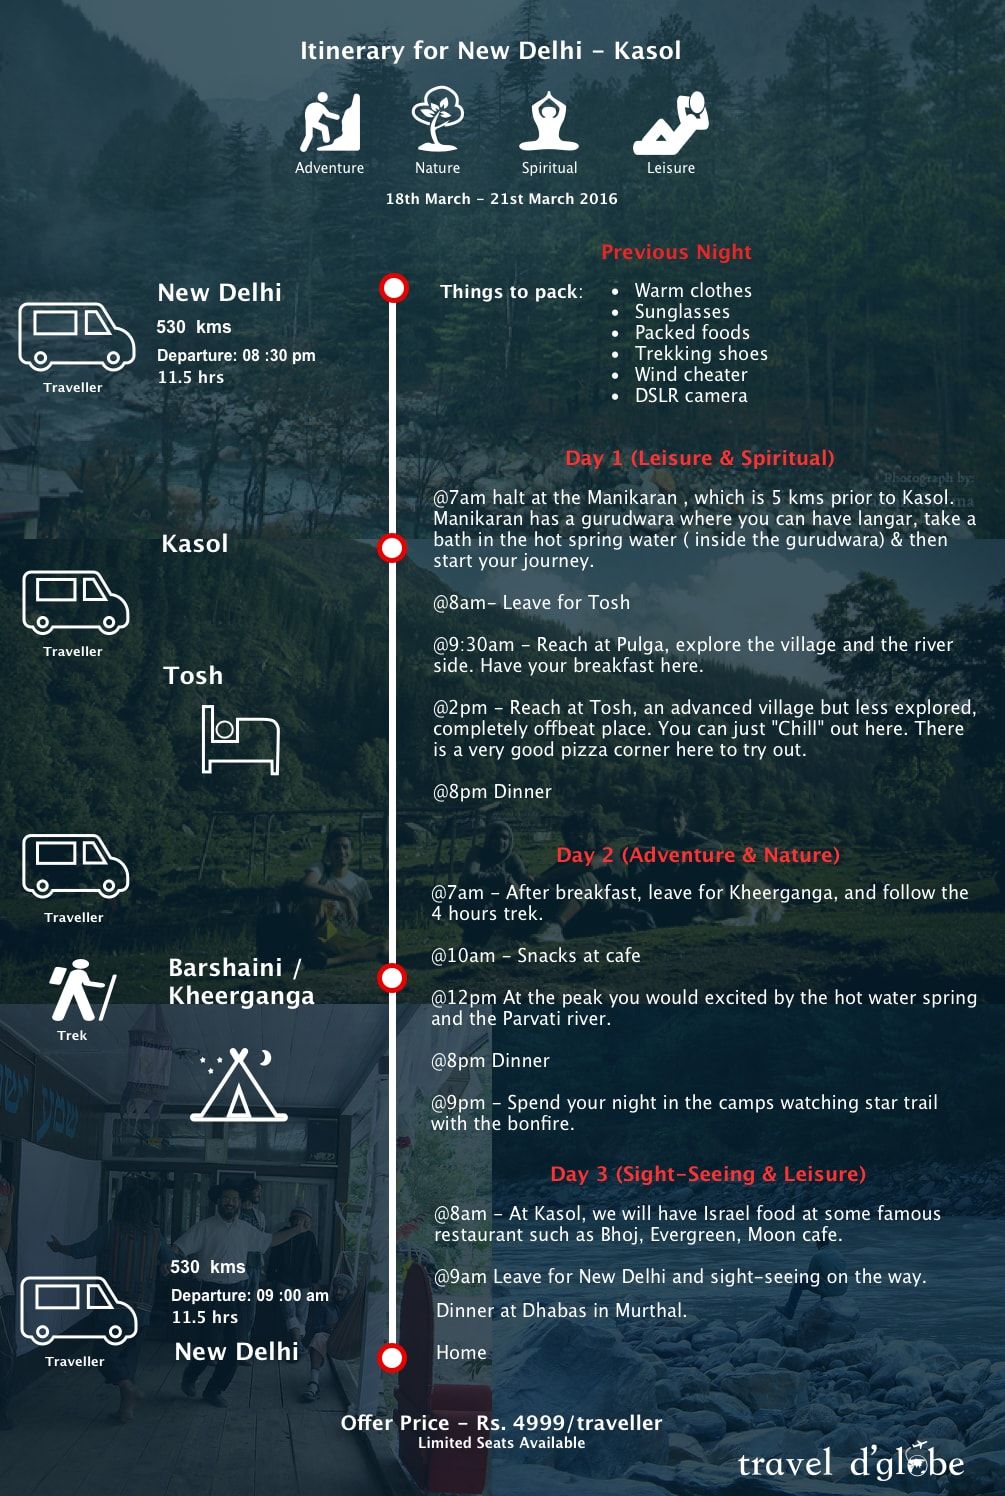 Itinerary for New Delhi - Kasol
Adventure
Nature
Spiritual
Leisure
18th March - 21st March 2016
Previous Night
New Delhi
530 kms
Departure: 08 :30 pm
11.5 hrs
Traveller
Things to pack:
• Warm clothes
• Sunglasses
• Packed foods
• Trekking shoes
• Wind cheater
• DSLR camera
Day 1 (Leisure & Spiritual)
Photograph by:
@7am halt at the Manikaran , which is 5 kms prior to Kasol.
Manikaran has a gurudwara where you can have langar, take a
bath in the hot spring water ( inside the gurudwara) & then
start your journey.
Kasol
Traveller
@8am- Leave for Tosh
@9:30am - Reach at Pulga, explore the village and the river
side. Have your breakfast here.
Tosh
@2pm - Reach at Tosh, an advanced village but less explored,
completely offbeat place. You can just "Chill" out here. There
is a very good pizza corner here to try out.
@8pm Dinner
Day 2 (Adventure & Nature)
Traveller
@7am - After breakfast, leave for Kheerganga, and follow the
4 hours trek.
@10am - Snacks at cafe
Barshaini /
Kheerganga
Trek
@12pm At the peak you would excited by the hot water spring
and the Parvati river.
@8pm Dinner
@9pm - Spend your night in the camps watching star trail
with the bonfire.
Day 3 (Sight-Seeing & Leisure)
@8am - At Kasol, we will have Israel food at some famous
restaurant such as Bhoj, Evergreen, Moon cafe.
530 kms
Departure: 09 :00 am
11.5 hrs
Traveller
New Delhi
@9am Leave for New Delhi and sight-seeing on the way.
Dinner at Dhabas in Murthal.
Home
Offer Price - Rs. 4999/traveller
Limited Seats Available
travel d'globe